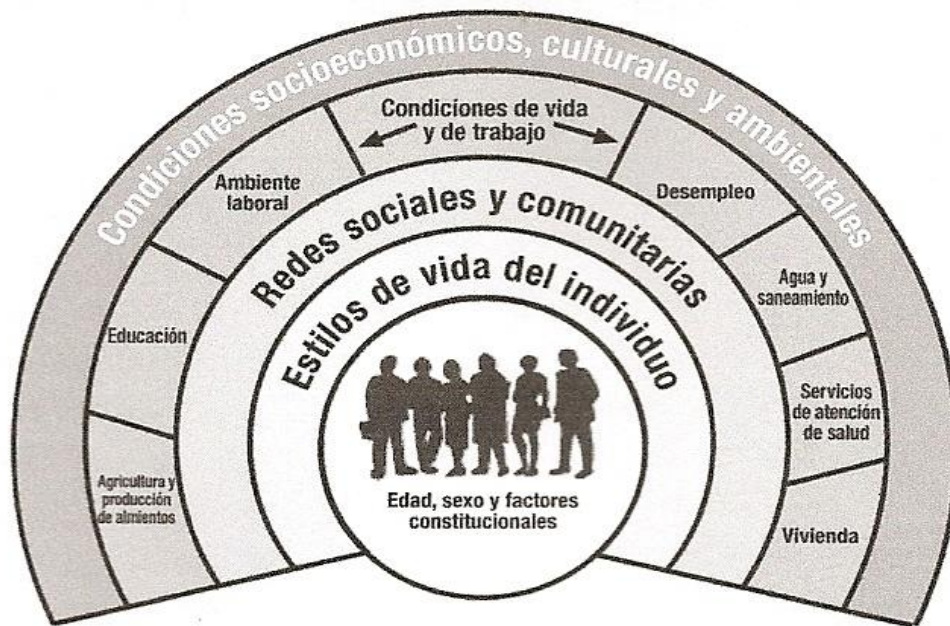 Condiciones socioeconómicos, culturales y ambientales
Condiciones de vida
y de trabajo
Ambiente
laboral
Desempleo
Redes sociales y comunitarias
Agua y
saneamiento
Estilos de vida del individuo
Educación
Servicios
de atención
de salud
Agricultura y
producción
de almientos
Edad, sexo y factores
constitucionales
Vivienda